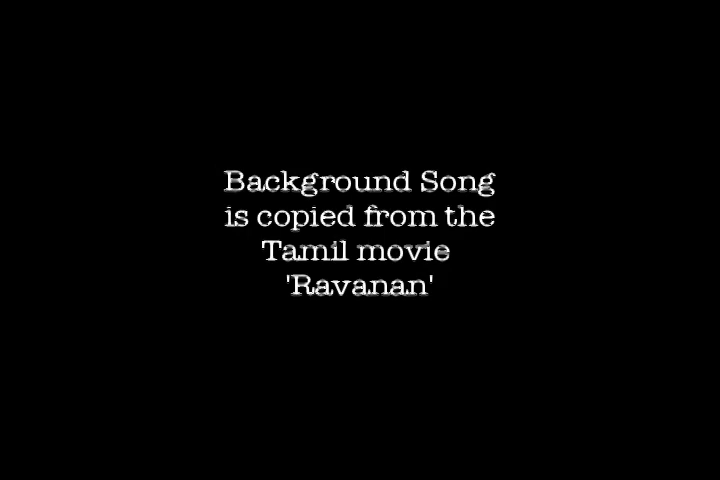 Background Song
is copied from the
Tamil movie
'Ravanan'